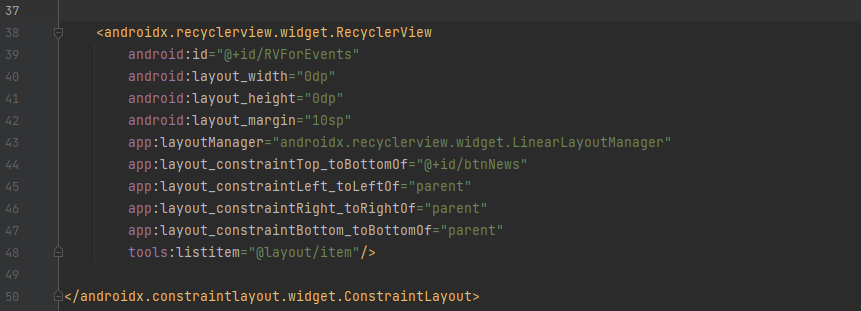 37
38 <androidx.recyclerview.widget.RecyclerView
39 android:id="@+id/RVForEvents"
40 android:layout_width="0dp"
41 android:layout_height="0dp"
42 android:layout_margin="10sp"
43 app:layoutManager="androidx.recyclerview.widget.LinearLayoutManager"
44 app:layout_constraintTop_toBottomOf="@+id/btnNews"
45 app:layout_constraintLeft_toLeftOf="parent"
46 app:layout_constraintRight_toRightOf="parent"
47 app:layout_constraintBottom_toBottomOf="parent"
48 tools:listitem="@layout/item"/>
49
50 </androidx.constraintlayout.widget.ConstraintLayout>